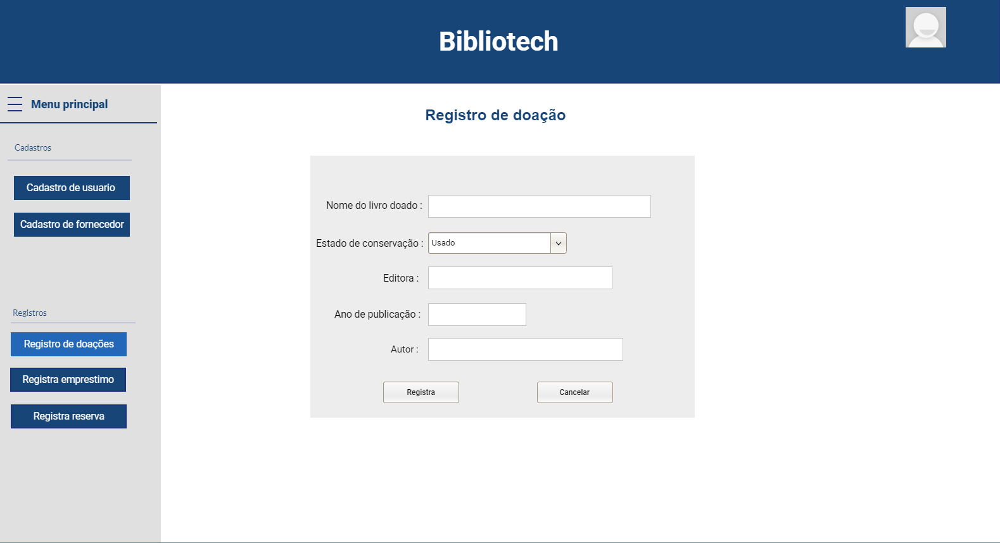 Bibliotech
Menu principal
Cadastros
Cadastro de usuario
Cadastro de fornecedor
Registros
Registro de doações
Registra emprestimo
Registra reserva
Registro de doação
Nome do livro doado :
Estado de conservação : Usado
Editora :
Ano de publicação :
Autor :
Registra Cancelar